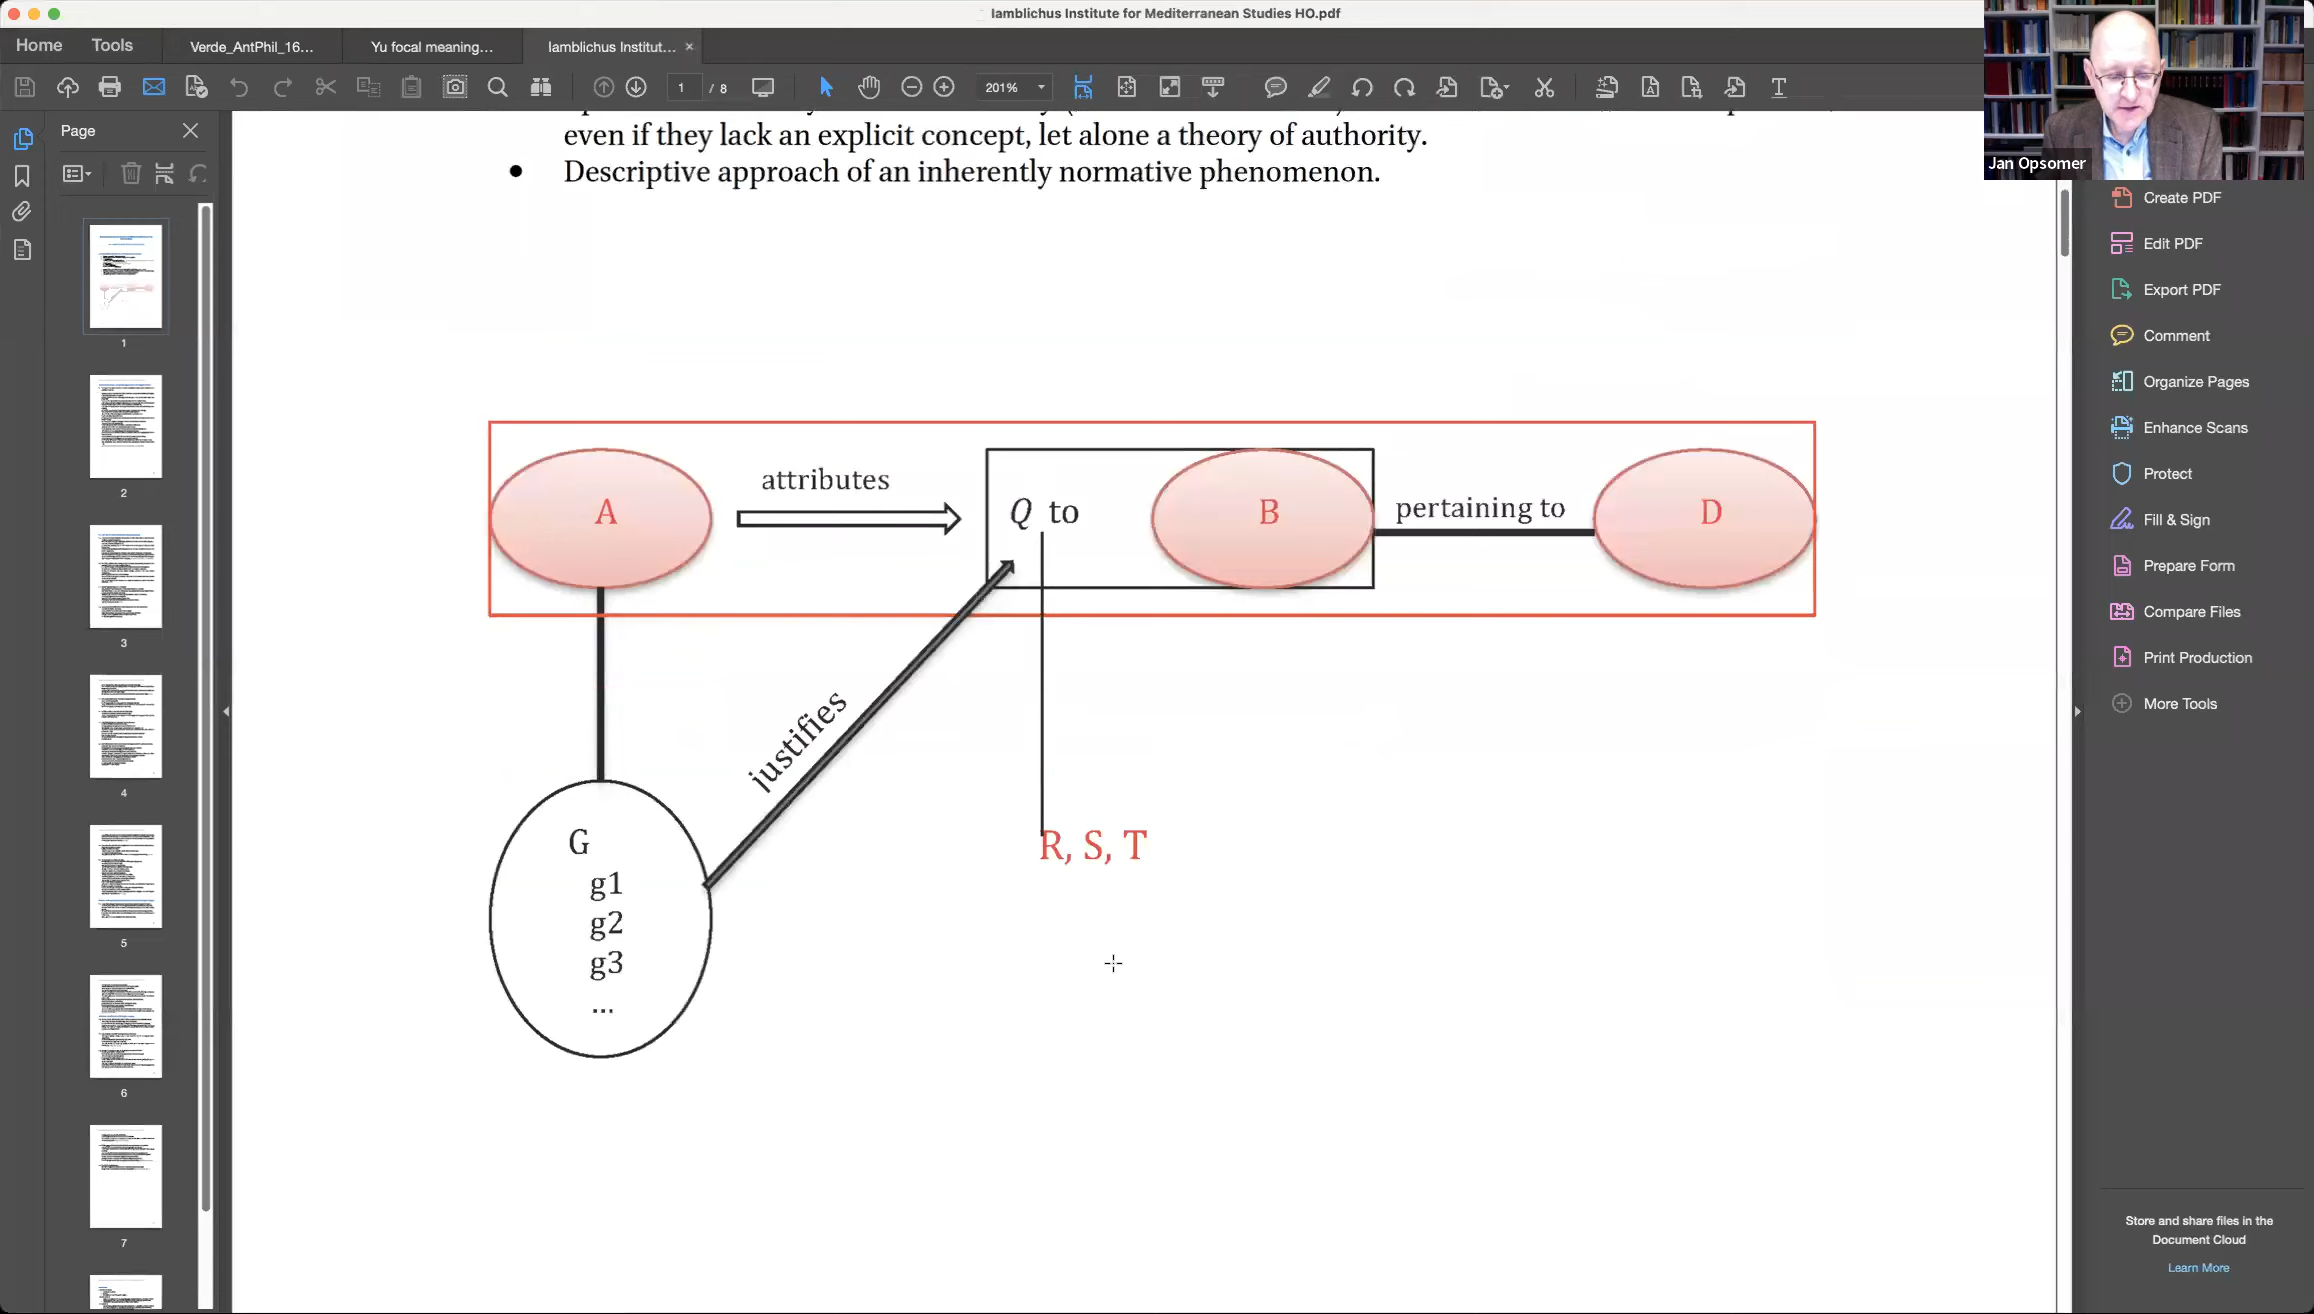 Iamblichus Institute for Mediterranean Studies HO.pdf
Home
Tools
Verde_AntPhil_16...
Yu focal meaning...
Iamblichus Institut...
1 / 8
201%
Jan Opsomer
Page
1
2
3
4
5
6
7
even if they lack an explicit concept, let alone a theory of authority.
• Descriptive approach of an inherently normative phenomenon.
A
attributes
Q to
B
pertaining to
D
justifies
G
g1
g2
g3
...
R, S, T
Create PDF
Edit PDF
Export PDF
Comment
Organize Pages
Enhance Scans
Protect
Fill & Sign
Prepare Form
Compare Files
Print Production
More Tools
Store and share files in the
Document Cloud
Learn More